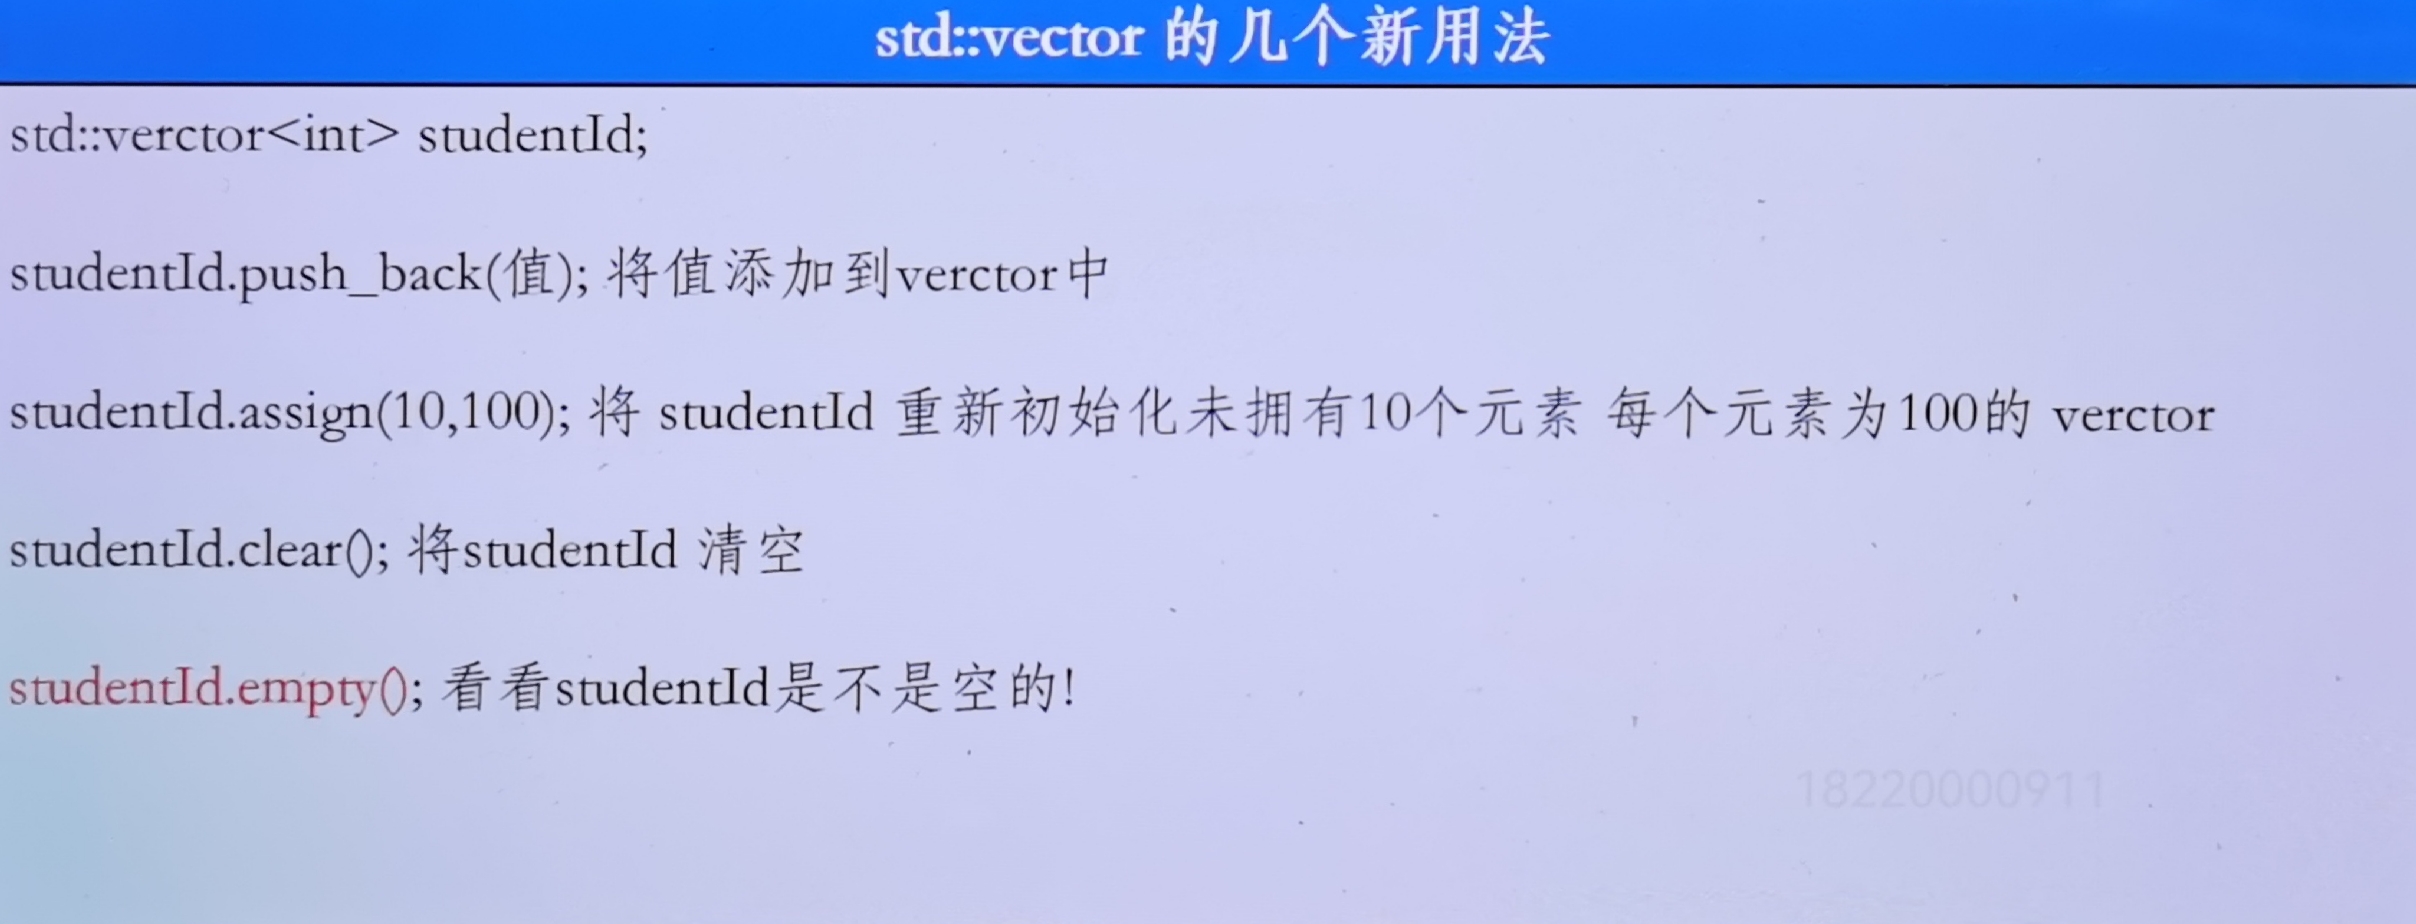 std::vector 的几个新用法
std::verctor<int> studentId;
studentId.push_back(值); 将值添加到verctor中
studentId.assign(10,100); 将 studentId 重新初始化未拥有10个元素 每个元素为100的 verctor
studentId.clear(); 将studentId 清空
studentId.empty(); 看看studentId是不是空的!
18220000911